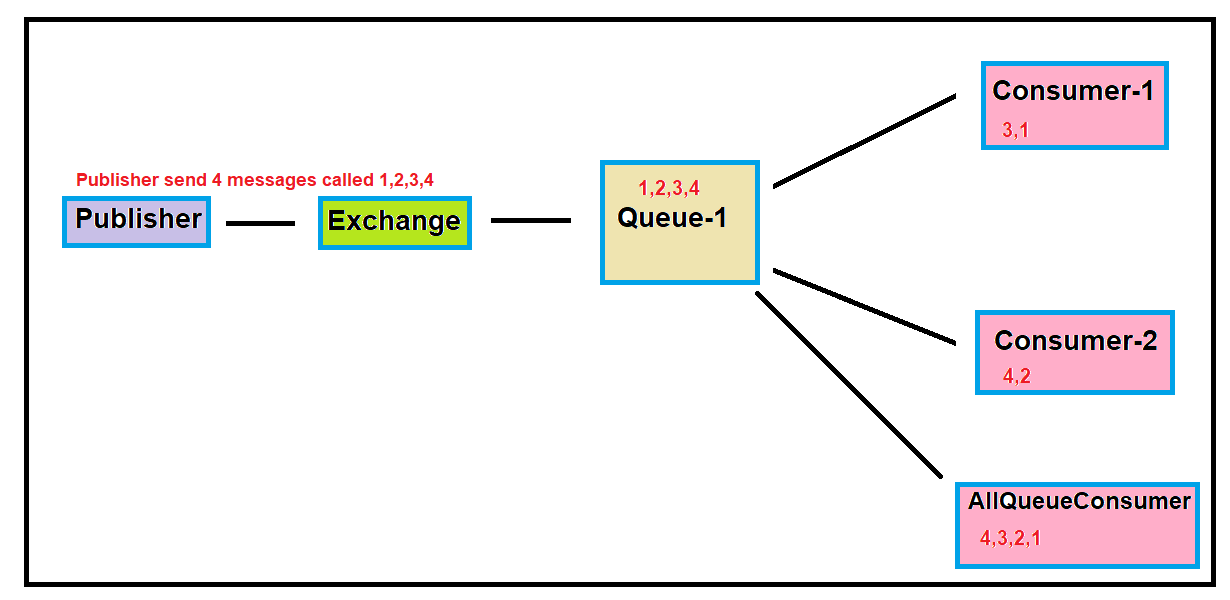 Publisher send 4 messages called 1,2,3,4
Publisher
Exchange
1,2,3,4
Queue-1
Consumer-1
3,1
Consumer-2
4,2
AllQueueConsumer
4,3,2,1